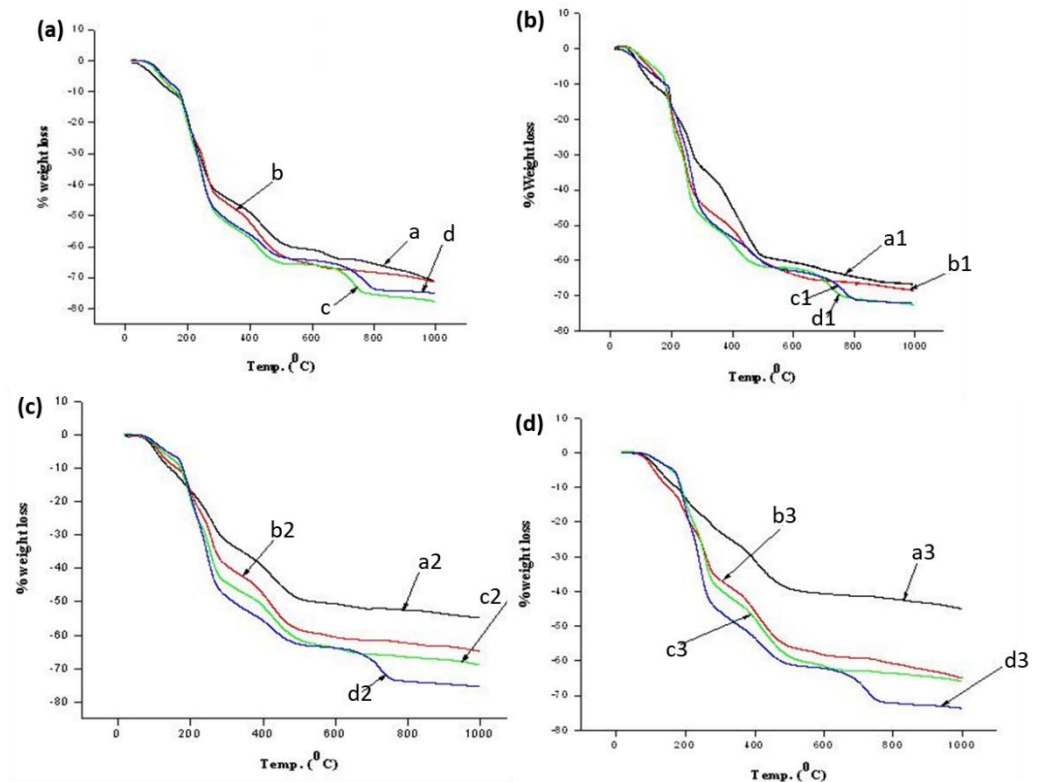 (a)
10
0
-10
-20
-30
-40
-50
-60
-70
-80
% weight loss
b
a
d
c
0
200
400
600
800
1000
Temp. (⁰C)
(b)
10
0
-10
-20
-30
-40
-50
-60
-70
-80
% Weight loss
a1
b1
c1
d1
0
200
400
600
800
1000
Temp. (⁰C)
(c)
10
0
-10
-20
-30
-40
-50
-60
-70
-80
% weight loss
b2
a2
c2
d2
0
200
400
600
800
1000
Temp. (⁰C)
(d)
10
0
-10
-20
-30
-40
-50
-60
-70
-80
% weight loss
b3
a3
c3
d3
0
200
400
600
800
1000
Temp. (⁰C)